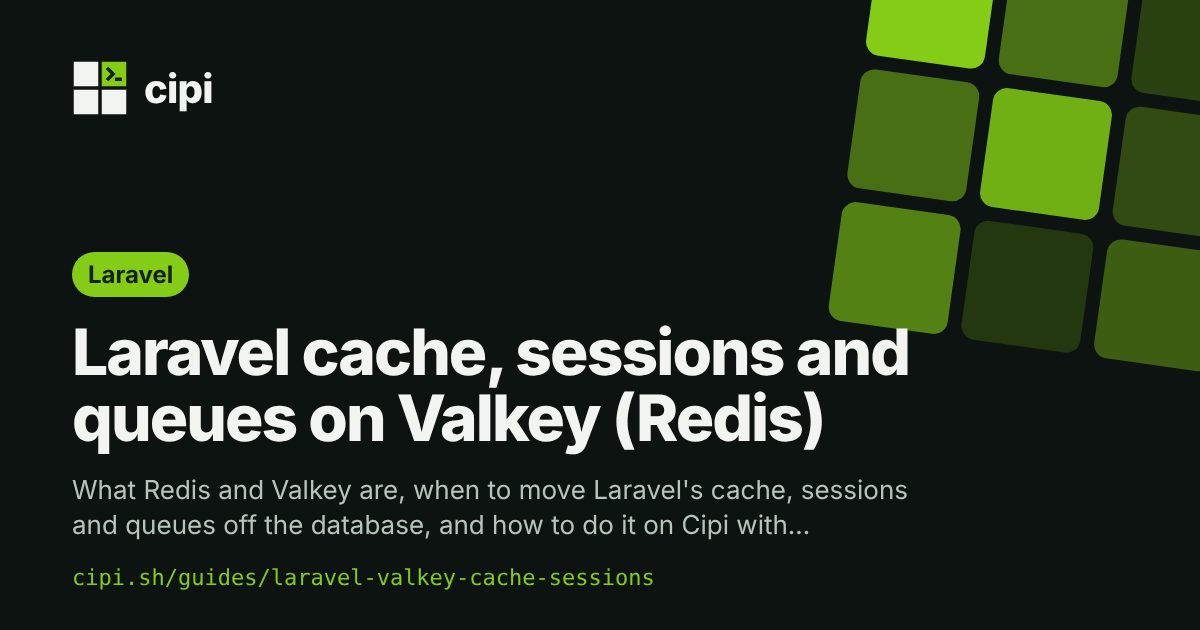 cipi
Laravel
Laravel cache, sessions and
queues on Valkey (Redis)
What Redis and Valkey are, when to move Laravel's cache, sessions
and queues off the database, and how to do it on Cipi with...
cipi.sh/guides/laravel-valkey-cache-sessions